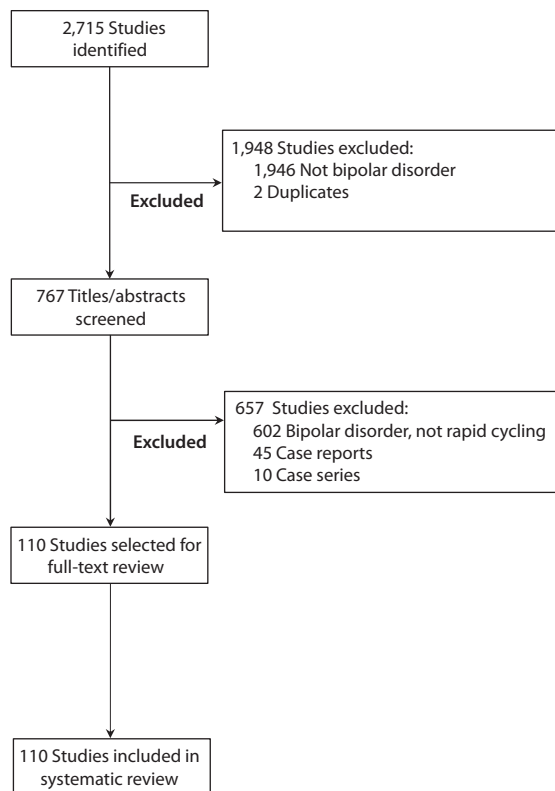 2,715 Studies
identified
1,948 Studies excluded:
1,946 Not bipolar disorder
2 Duplicates
Excluded
767 Titles/abstracts
screened
657 Studies excluded:
602 Bipolar disorder, not rapid cycling
45 Case reports
10 Case series
Excluded
110 Studies selected for
full-text review
110 Studies included in
systematic review